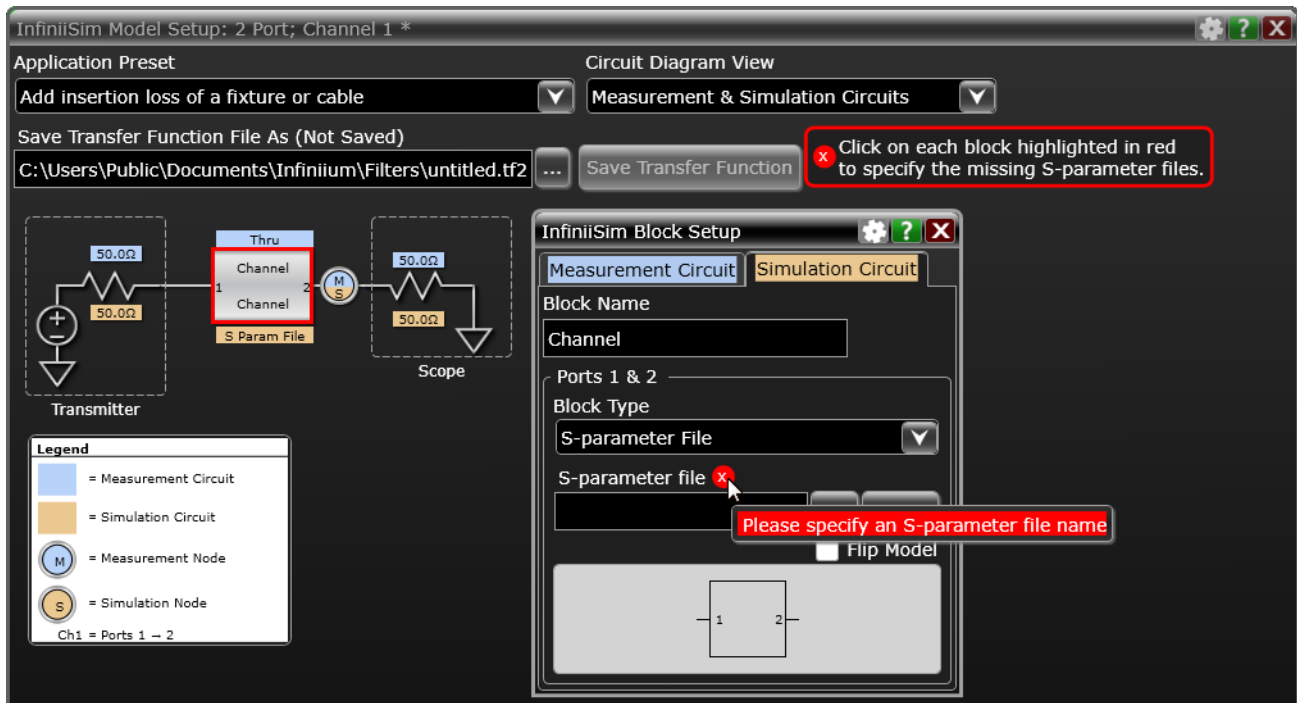 InfiniiSim Model Setup: 2 Port; Channel 1 *
?
X
Application Preset
Circuit Diagram View
Add insertion loss of a fixture or cable
Measurement & Simulation Circuits
Save Transfer Function File As (Not Saved)
C:\Users\Public\Documents\Infiniium\Filters\untitled.tf2
...
Save Transfer Function
x
Click on each block highlighted in red
to specify the missing S-parameter files.
50.0Ω
50.0Ω
Transmitter
Thru
Channel
1
2
Channel
S Param File
M
S
50.0Ω
50.0Ω
Scope
Legend
= Measurement Circuit
= Simulation Circuit
M
= Measurement Node
S
= Simulation Node
Ch1 = Ports 1 → 2
InfiniiSim Block Setup
?
X
Measurement Circuit
Simulation Circuit
Block Name
Channel
Ports 1 & 2
Block Type
S-parameter File
S-parameter file
x
Please specify an S-parameter file name
Flip Model
1
2